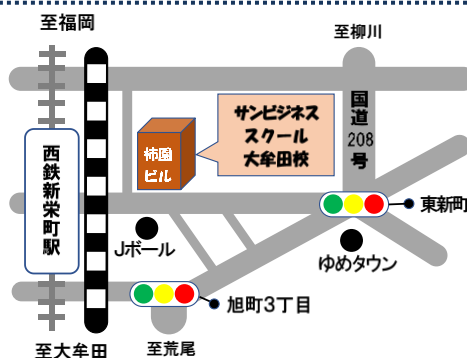 至福岡
至柳川
サンビジネス
スクール
大牟田校
国道208号
柿園
ビル
西鉄新栄町駅
東新町
Jボール
ゆめタウン
旭町3丁目
至大牟田
至荒尾